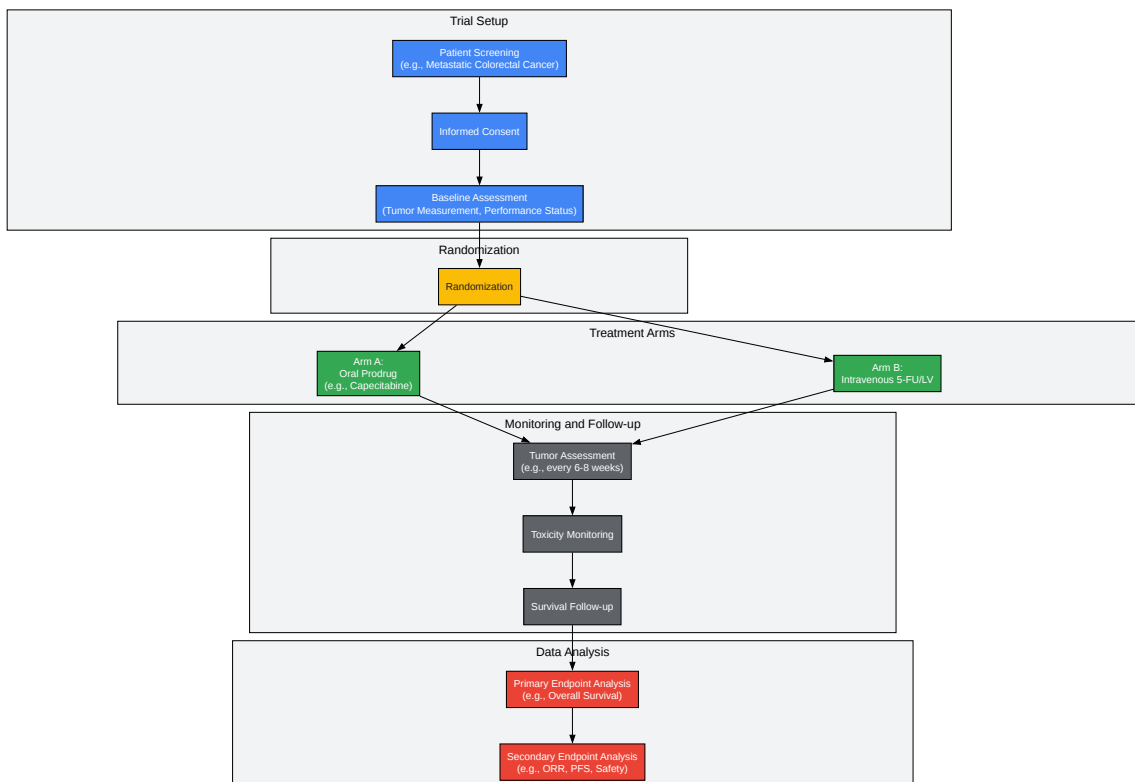 Trial Setup
Patient Screening
(e.g., Metastatic Colorectal Cancer)
Informed Consent
Baseline Assessment
(Tumor Measurement, Performance Status)
Randomization
Randomization
Treatment Arms
Arm A:
Oral Prodrug
(e.g., Capecitabine)
Arm B:
Intravenous 5-FU/LV
Monitoring and Follow-up
Tumor Assessment
(e.g., every 6-8 weeks)
Toxicity Monitoring
Survival Follow-up
Data Analysis
Primary Endpoint Analysis
(e.g., Overall Survival)
Secondary Endpoint Analysis
(e.g., ORR, PFS, Safety)